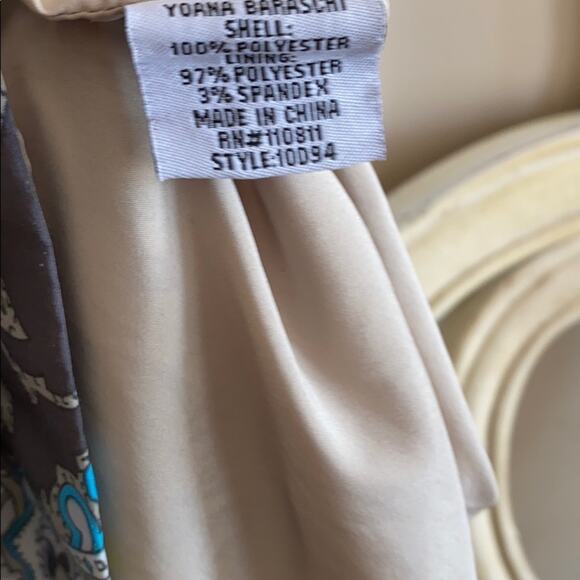 YOANA BARASCHI
SHELL:
100% POLYESTER
LINING:
97% POLYESTER
3% SPANDEX
MADE IN CHINA
RN#110811
STYLE:10D94